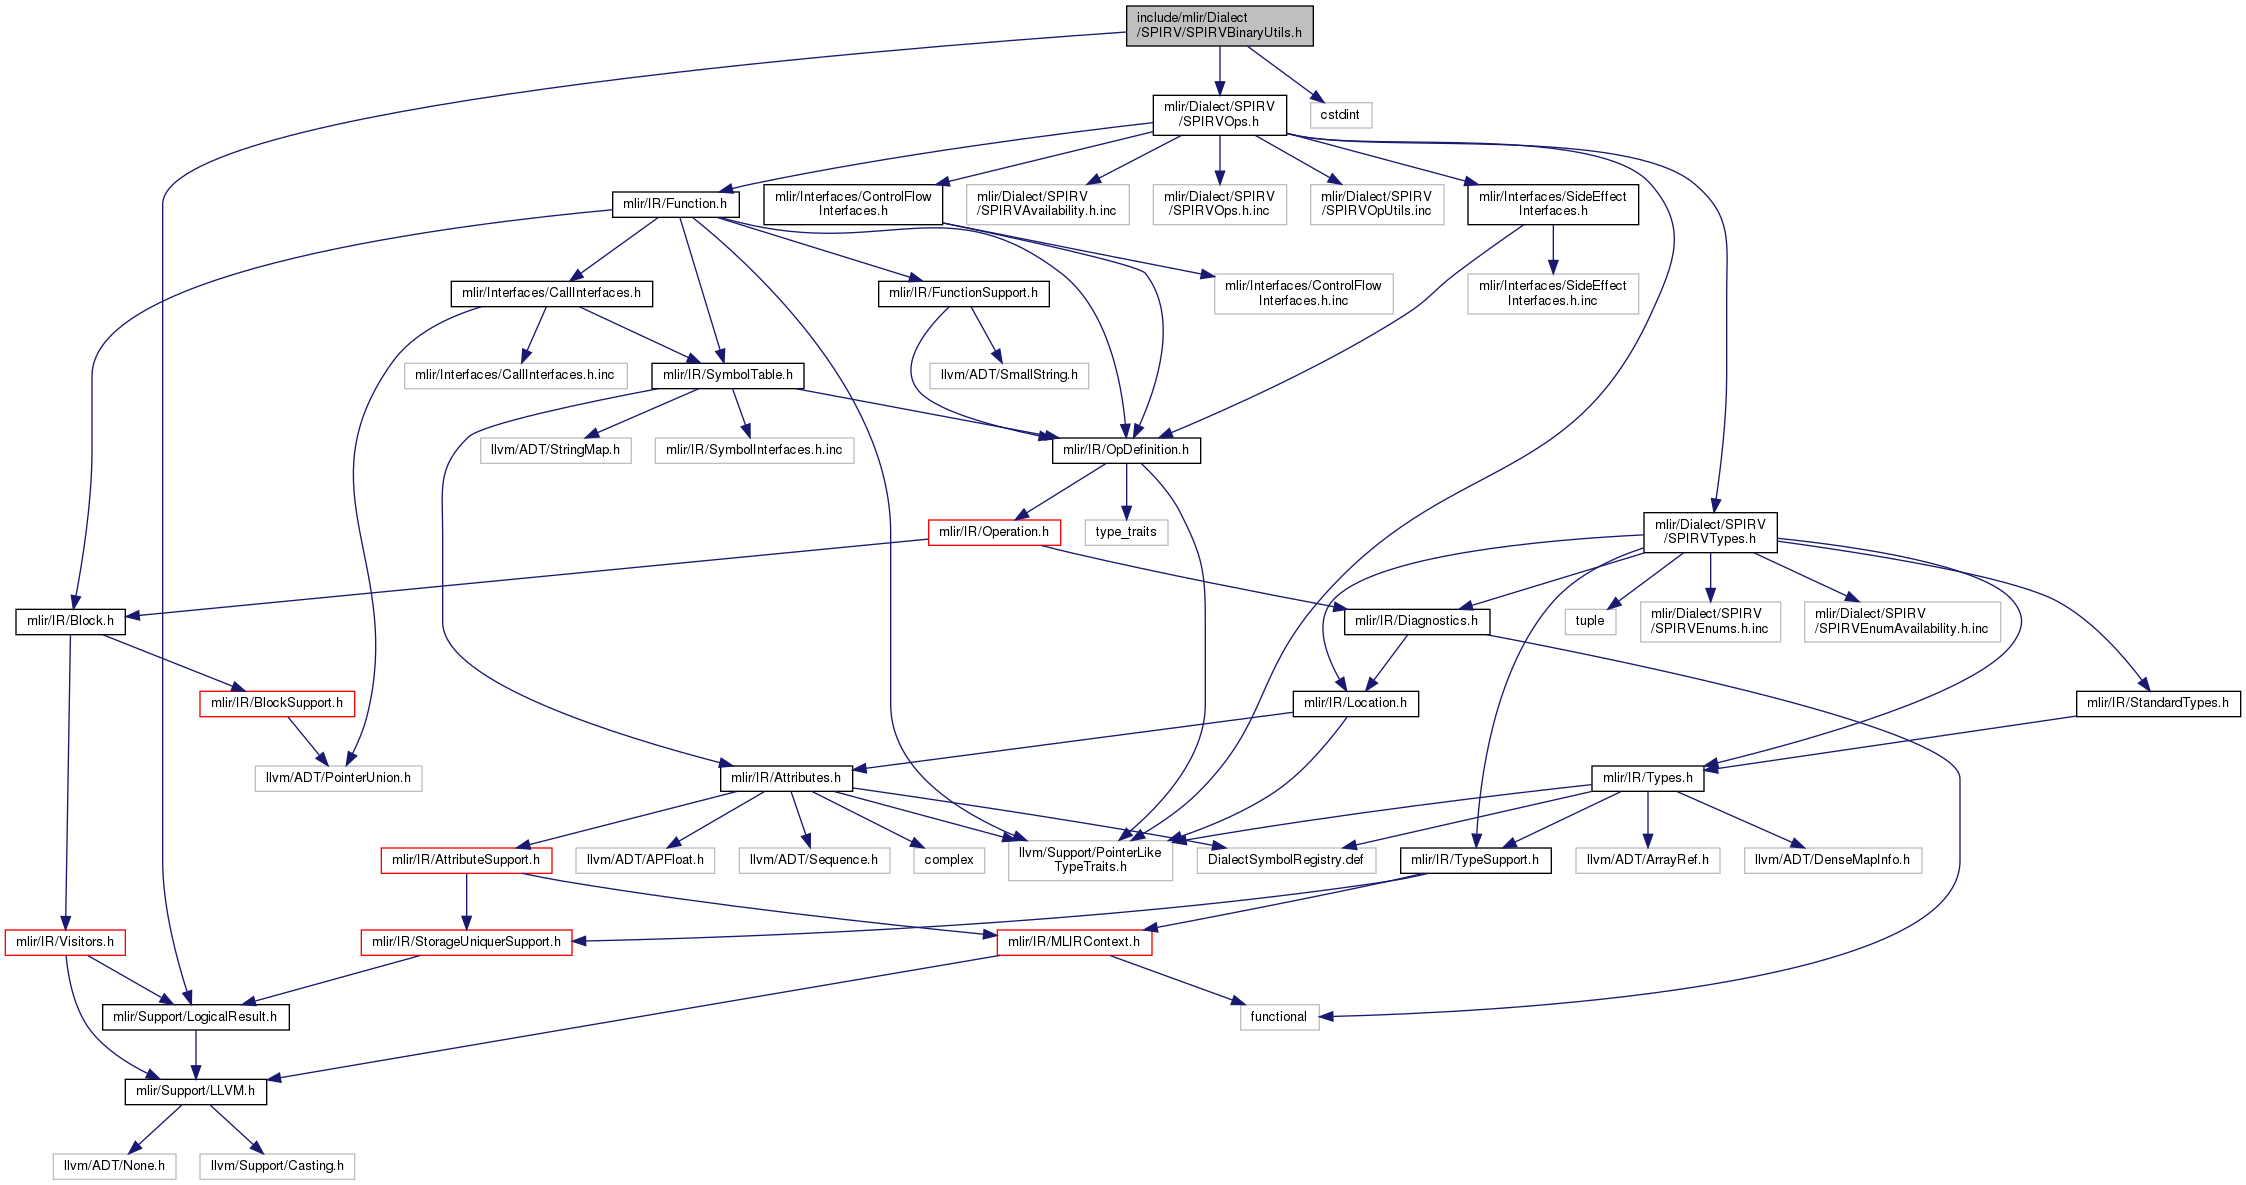 include/mlir/Dialect
/SPIRV/SPIRVBinaryUtils.h
mlir/Dialect/SPIRV
/SPIRVOps.h
cstdint
mlir/IR/Function.h
mlir/Interfaces/ControlFlow
Interfaces.h
mlir/Dialect/SPIRV
/SPIRVAvailability.h.inc
mlir/Dialect/SPIRV
/SPIRVOps.h.inc
mlir/Dialect/SPIRV
/SPIRVOpUtils.inc
mlir/Interfaces/SideEffect
Interfaces.h
mlir/Interfaces/CallInterfaces.h
mlir/IR/FunctionSupport.h
mlir/Interfaces/ControlFlow
Interfaces.h.inc
mlir/Interfaces/SideEffect
Interfaces.h.inc
mlir/Interfaces/CallInterfaces.h.inc
mlir/IR/SymbolTable.h
llvm/ADT/SmallString.h
llvm/ADT/StringMap.h
mlir/IR/SymbolInterfaces.h.inc
mlir/IR/OpDefinition.h
mlir/IR/Operation.h
type_traits
mlir/Dialect/SPIRV
/SPIRVTypes.h
mlir/IR/Block.h
mlir/IR/Diagnostics.h
tuple
mlir/Dialect/SPIRV
/SPIRVEnums.h.inc
mlir/Dialect/SPIRV
/SPIRVEnumAvailability.h.inc
mlir/IR/BlockSupport.h
mlir/IR/Location.h
mlir/IR/StandardTypes.h
llvm/ADT/PointerUnion.h
mlir/IR/Attributes.h
mlir/IR/Types.h
mlir/IR/AttributeSupport.h
llvm/ADT/APFloat.h
llvm/ADT/Sequence.h
complex
llvm/Support/PointerLike
TypeTraits.h
DialectSymbolRegistry.def
mlir/IR/TypeSupport.h
llvm/ADT/ArrayRef.h
llvm/ADT/DenseMapInfo.h
mlir/IR/Visitors.h
mlir/IR/StorageUniquerSupport.h
mlir/IR/MLIRContext.h
mlir/Support/LogicalResult.h
functional
mlir/Support/LLVM.h
llvm/ADT/None.h
llvm/Support/Casting.h